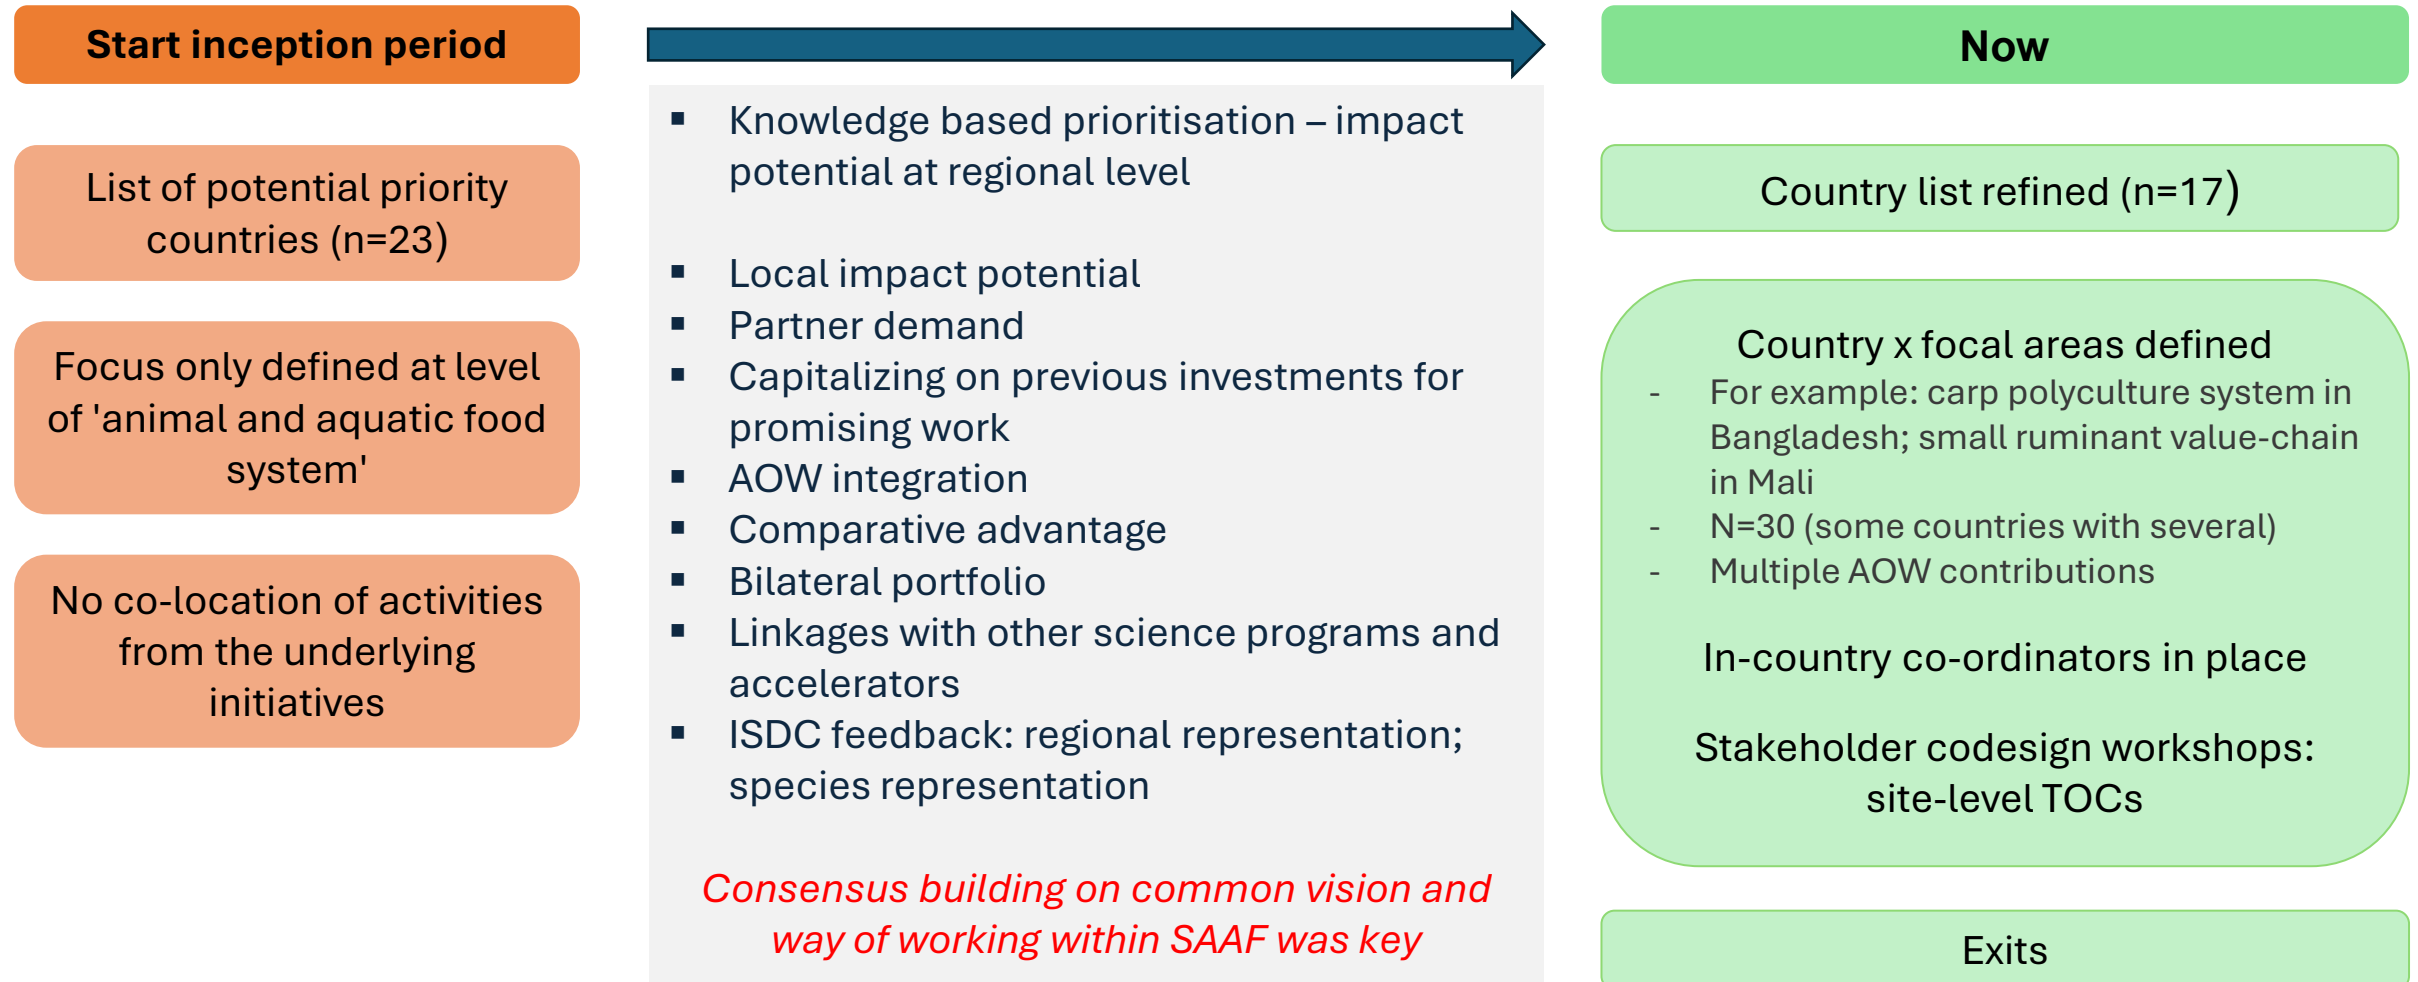 Start inception period
List of potential priority
countries (n=23)
Focus only defined at level
of 'animal and aquatic food
system'
No co-location of activities
from the underlying
initiatives
▪ Knowledge based prioritisation – impact
potential at regional level
▪ Local impact potential
▪ Partner demand
▪ Capitalizing on previous investments for
promising work
▪ AOW integration
▪ Comparative advantage
▪ Bilateral portfolio
▪ Linkages with other science programs and
accelerators
▪ ISDC feedback: regional representation;
species representation
Consensus building on common vision and
way of working within SAAF was key
Now
Country list refined (n=17)
Country x focal areas defined
- For example: carp polyculture system in
Bangladesh; small ruminant value-chain
in Mali
- N=30 (some countries with several)
- Multiple AOW contributions
In-country co-ordinators in place
Stakeholder codesign workshops:
site-level TOCs
Exits